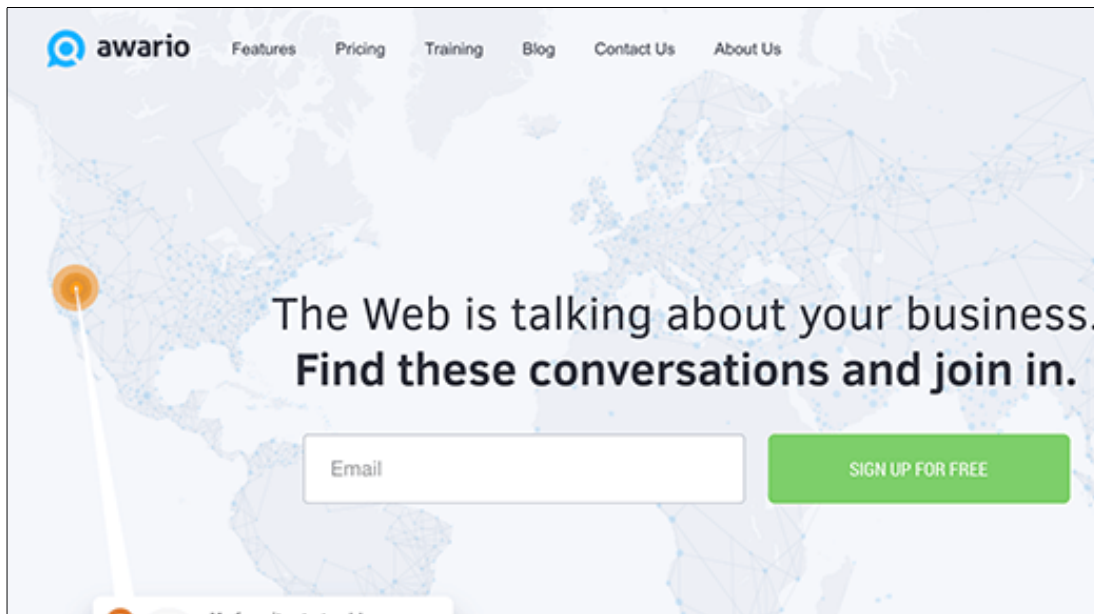 awario Features Pricing Training Blog Contact Us About Us
The Web is talking about your business.
Find these conversations and join in.
Email SIGN UP FOR FREE